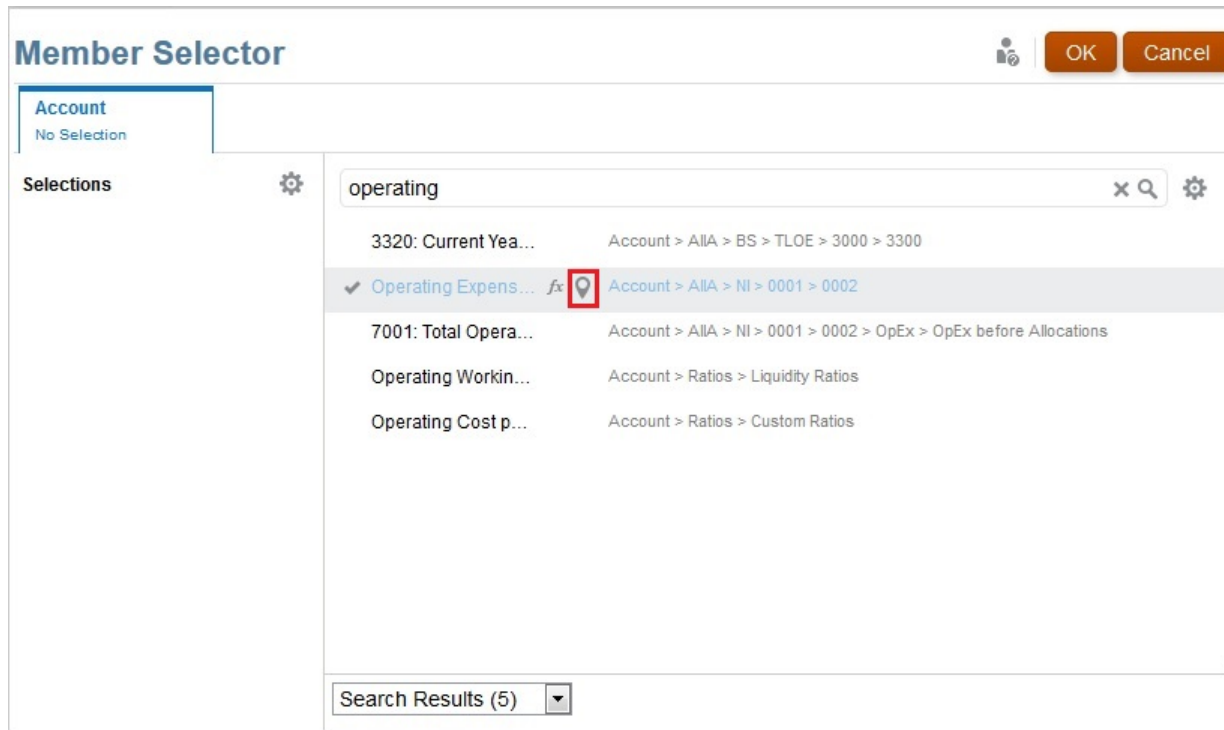 Member Selector
OK
Cancel
Account
No Selection
Selections
operating
3320: Current Yea... Account > AllA > BS > TLOE > 3000 > 3300
Operating Expens... fx Account > AllA > NI > 0001 > 0002
7001: Total Opera... Account > AllA > NI > 0001 > 0002 > OpEx > OpEx before Allocations
Operating Workin... Account > Ratios > Liquidity Ratios
Operating Cost p... Account > Ratios > Custom Ratios
Search Results (5)